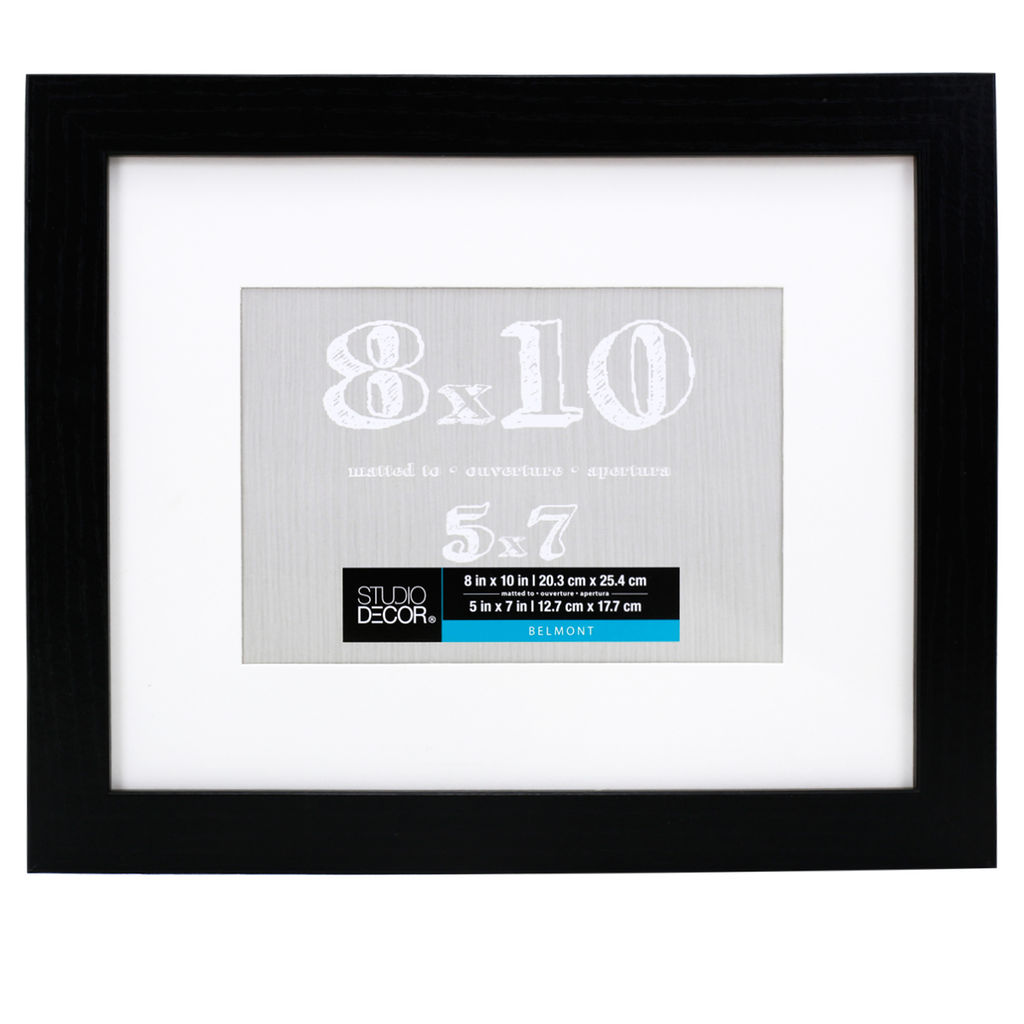 8x10
matted to • ouverture • apertura
5x7
STUDIO
DECOR®
8 in x 10 in | 20.3 cm x 25.4 cm
matted to • ouverture • apertura
5 in x 7 in | 12.7 cm x 17.7 cm
BELMONT